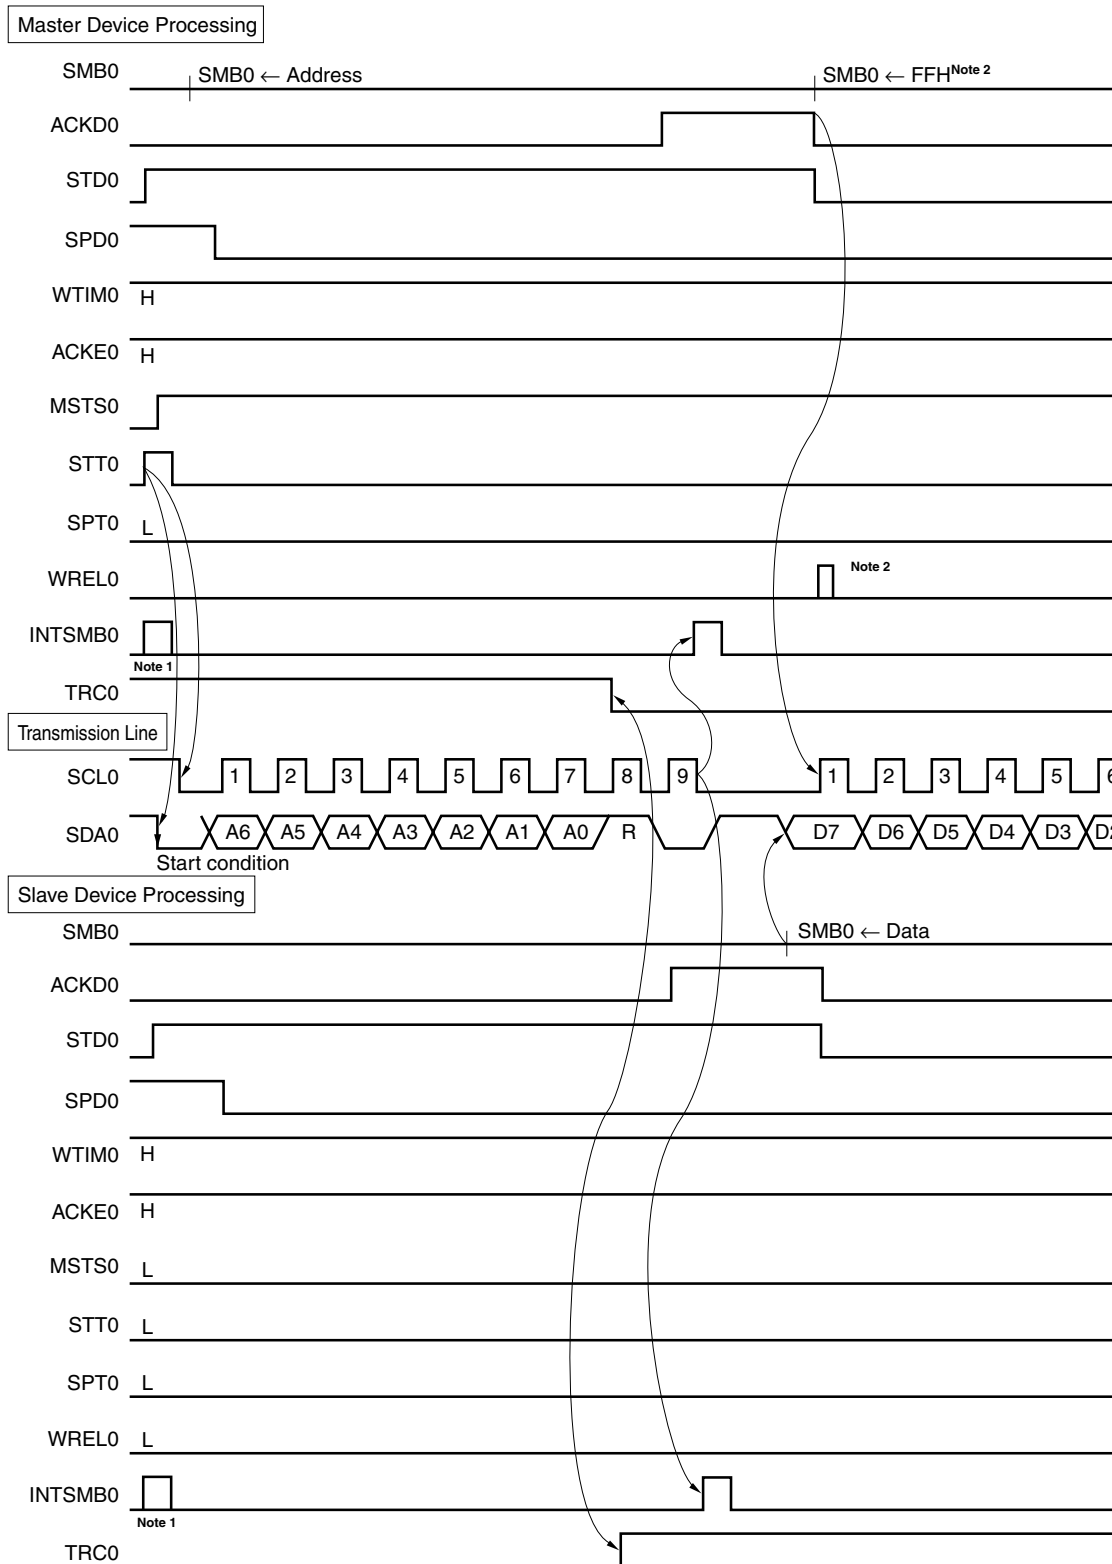 Master Device Processing
SMB0 SMB0 ← Address SMB0 ← FFH Note 2
ACKD0
STD0
SPD0
WTIM0 H
ACKE0 H
MSTS0
STT0
SPT0 L
WREL0 Note 2
INTSMB0
Note 1
TRC0
Transmission Line
SCL0 1 2 3 4 5 6 7 8 9 1 2 3 4 5 6
SDA0 A6 A5 A4 A3 A2 A1 A0 R D7 D6 D5 D4 D3 D2
Start condition
Slave Device Processing
SMB0 SMB0 ← Data
ACKD0
STD0
SPD0
WTIM0 H
ACKE0 H
MSTS0 L
STT0 L
SPT0 L
WREL0 L
INTSMB0
Note 1
TRC0